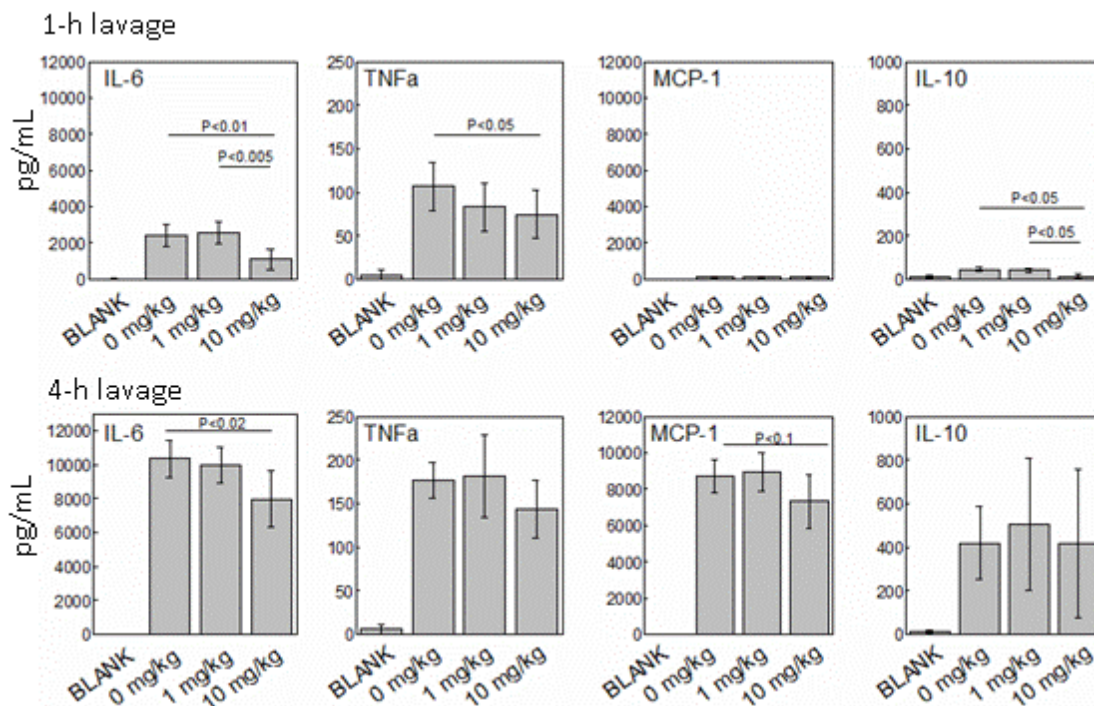 1-h lavage
IL-6
TNFa
MCP-1
IL-10
pg/mL
12000
10000
8000
6000
4000
2000
0
P<0.01
P<0.005
BLANK
0 mg/kg
1 mg/kg
10 mg/kg
250
200
150
100
50
0
P<0.05
BLANK
0 mg/kg
1 mg/kg
10 mg/kg
12000
10000
8000
6000
4000
2000
0
BLANK
0 mg/kg
1 mg/kg
10 mg/kg
1000
800
600
400
200
0
P<0.05
P<0.05
BLANK
0 mg/kg
1 mg/kg
10 mg/kg
4-h lavage
IL-6
TNFa
MCP-1
IL-10
pg/mL
12000
10000
8000
6000
4000
2000
0
P<0.02
BLANK
0 mg/kg
1 mg/kg
10 mg/kg
250
200
150
100
50
0
BLANK
0 mg/kg
1 mg/kg
10 mg/kg
12000
10000
8000
6000
4000
2000
0
P<0.1
BLANK
0 mg/kg
1 mg/kg
10 mg/kg
1000
800
600
400
200
0
BLANK
0 mg/kg
1 mg/kg
10 mg/kg